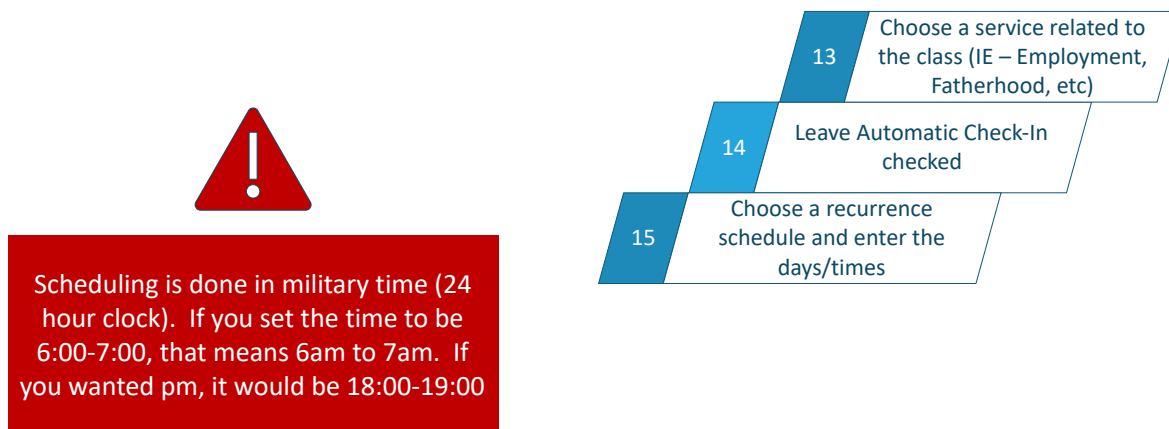 13
Choose a service related to
the class (IE – Employment,
Fatherhood, etc)
14
Leave Automatic Check-In
checked
15
Choose a recurrence
schedule and enter the
days/times
Scheduling is done in military time (24
hour clock).  If you set the time to be
6:00-7:00, that means 6am to 7am.  If
you wanted pm, it would be 18:00-19:00